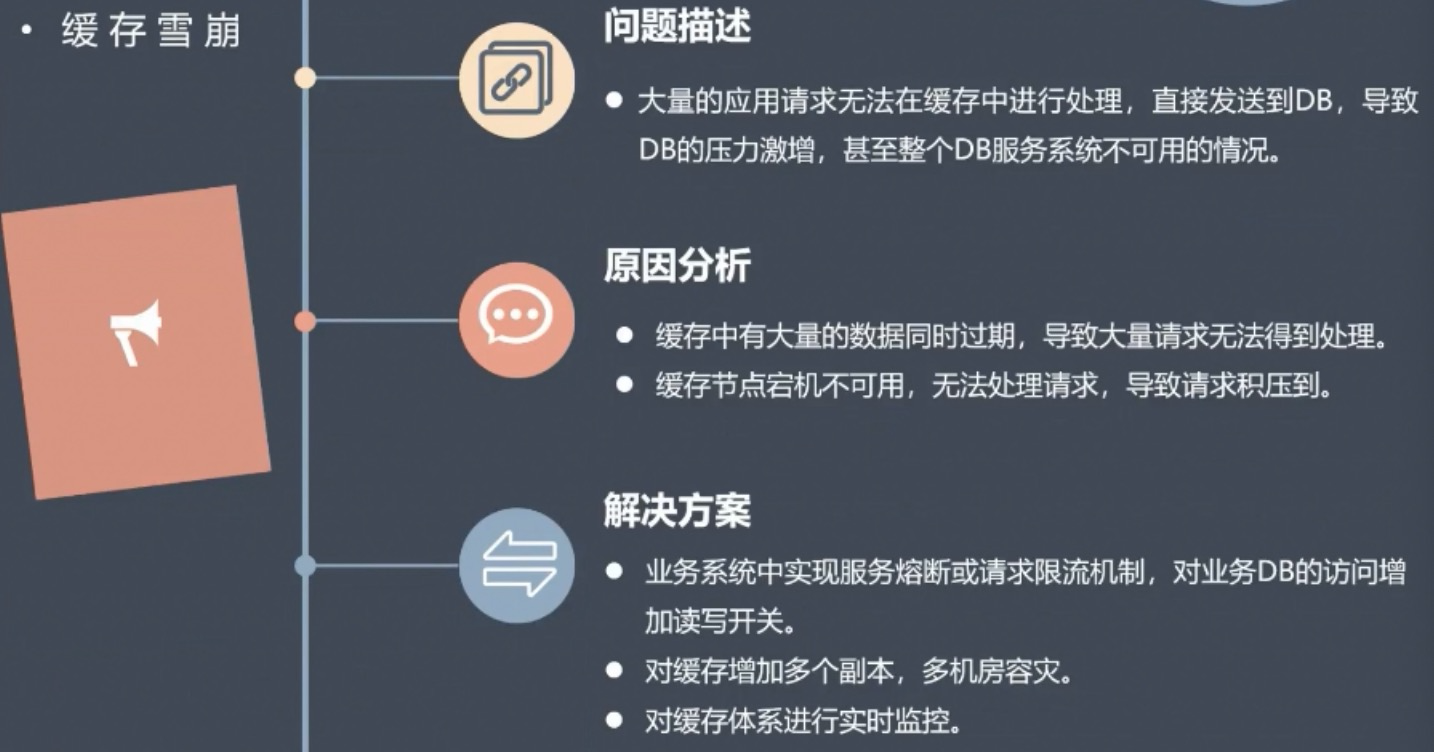 • 缓存雪崩
问题描述
● 大量的应用请求无法在缓存中进行处理，直接发送到DB，导致
DB的压力激增，甚至整个DB服务系统不可用的情况。
原因分析
● 缓存中有大量的数据同时过期，导致大量请求无法得到处理。
● 缓存节点宕机不可用，无法处理请求，导致请求积压到。
解决方案
● 业务系统中实现服务熔断或请求限流机制，对业务DB的访问增
加读写开关。
● 对缓存增加多个副本，多机房容灾。
● 对缓存体系进行实时监控。